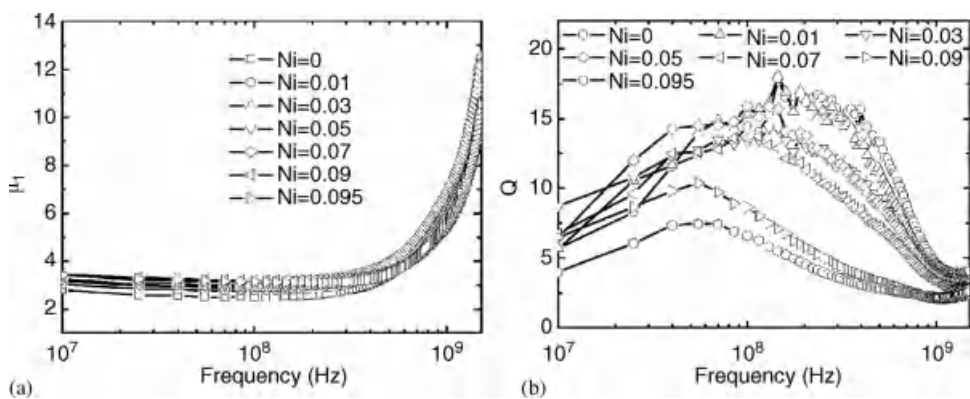 14
12
10
8
6
4
2
μ₁
Ni=0
Ni=0.01
Ni=0.03
Ni=0.05
Ni=0.07
Ni=0.09
Ni=0.095
10⁷ 10⁸ 10⁹
Frequency (Hz)
(a)
20
15
10
5
0
Q
Ni=0 Ni=0.01 Ni=0.03
Ni=0.05 Ni=0.07 Ni=0.09
Ni=0.095
10⁷ 10⁸ 10⁹
Frequency (Hz)
(b)